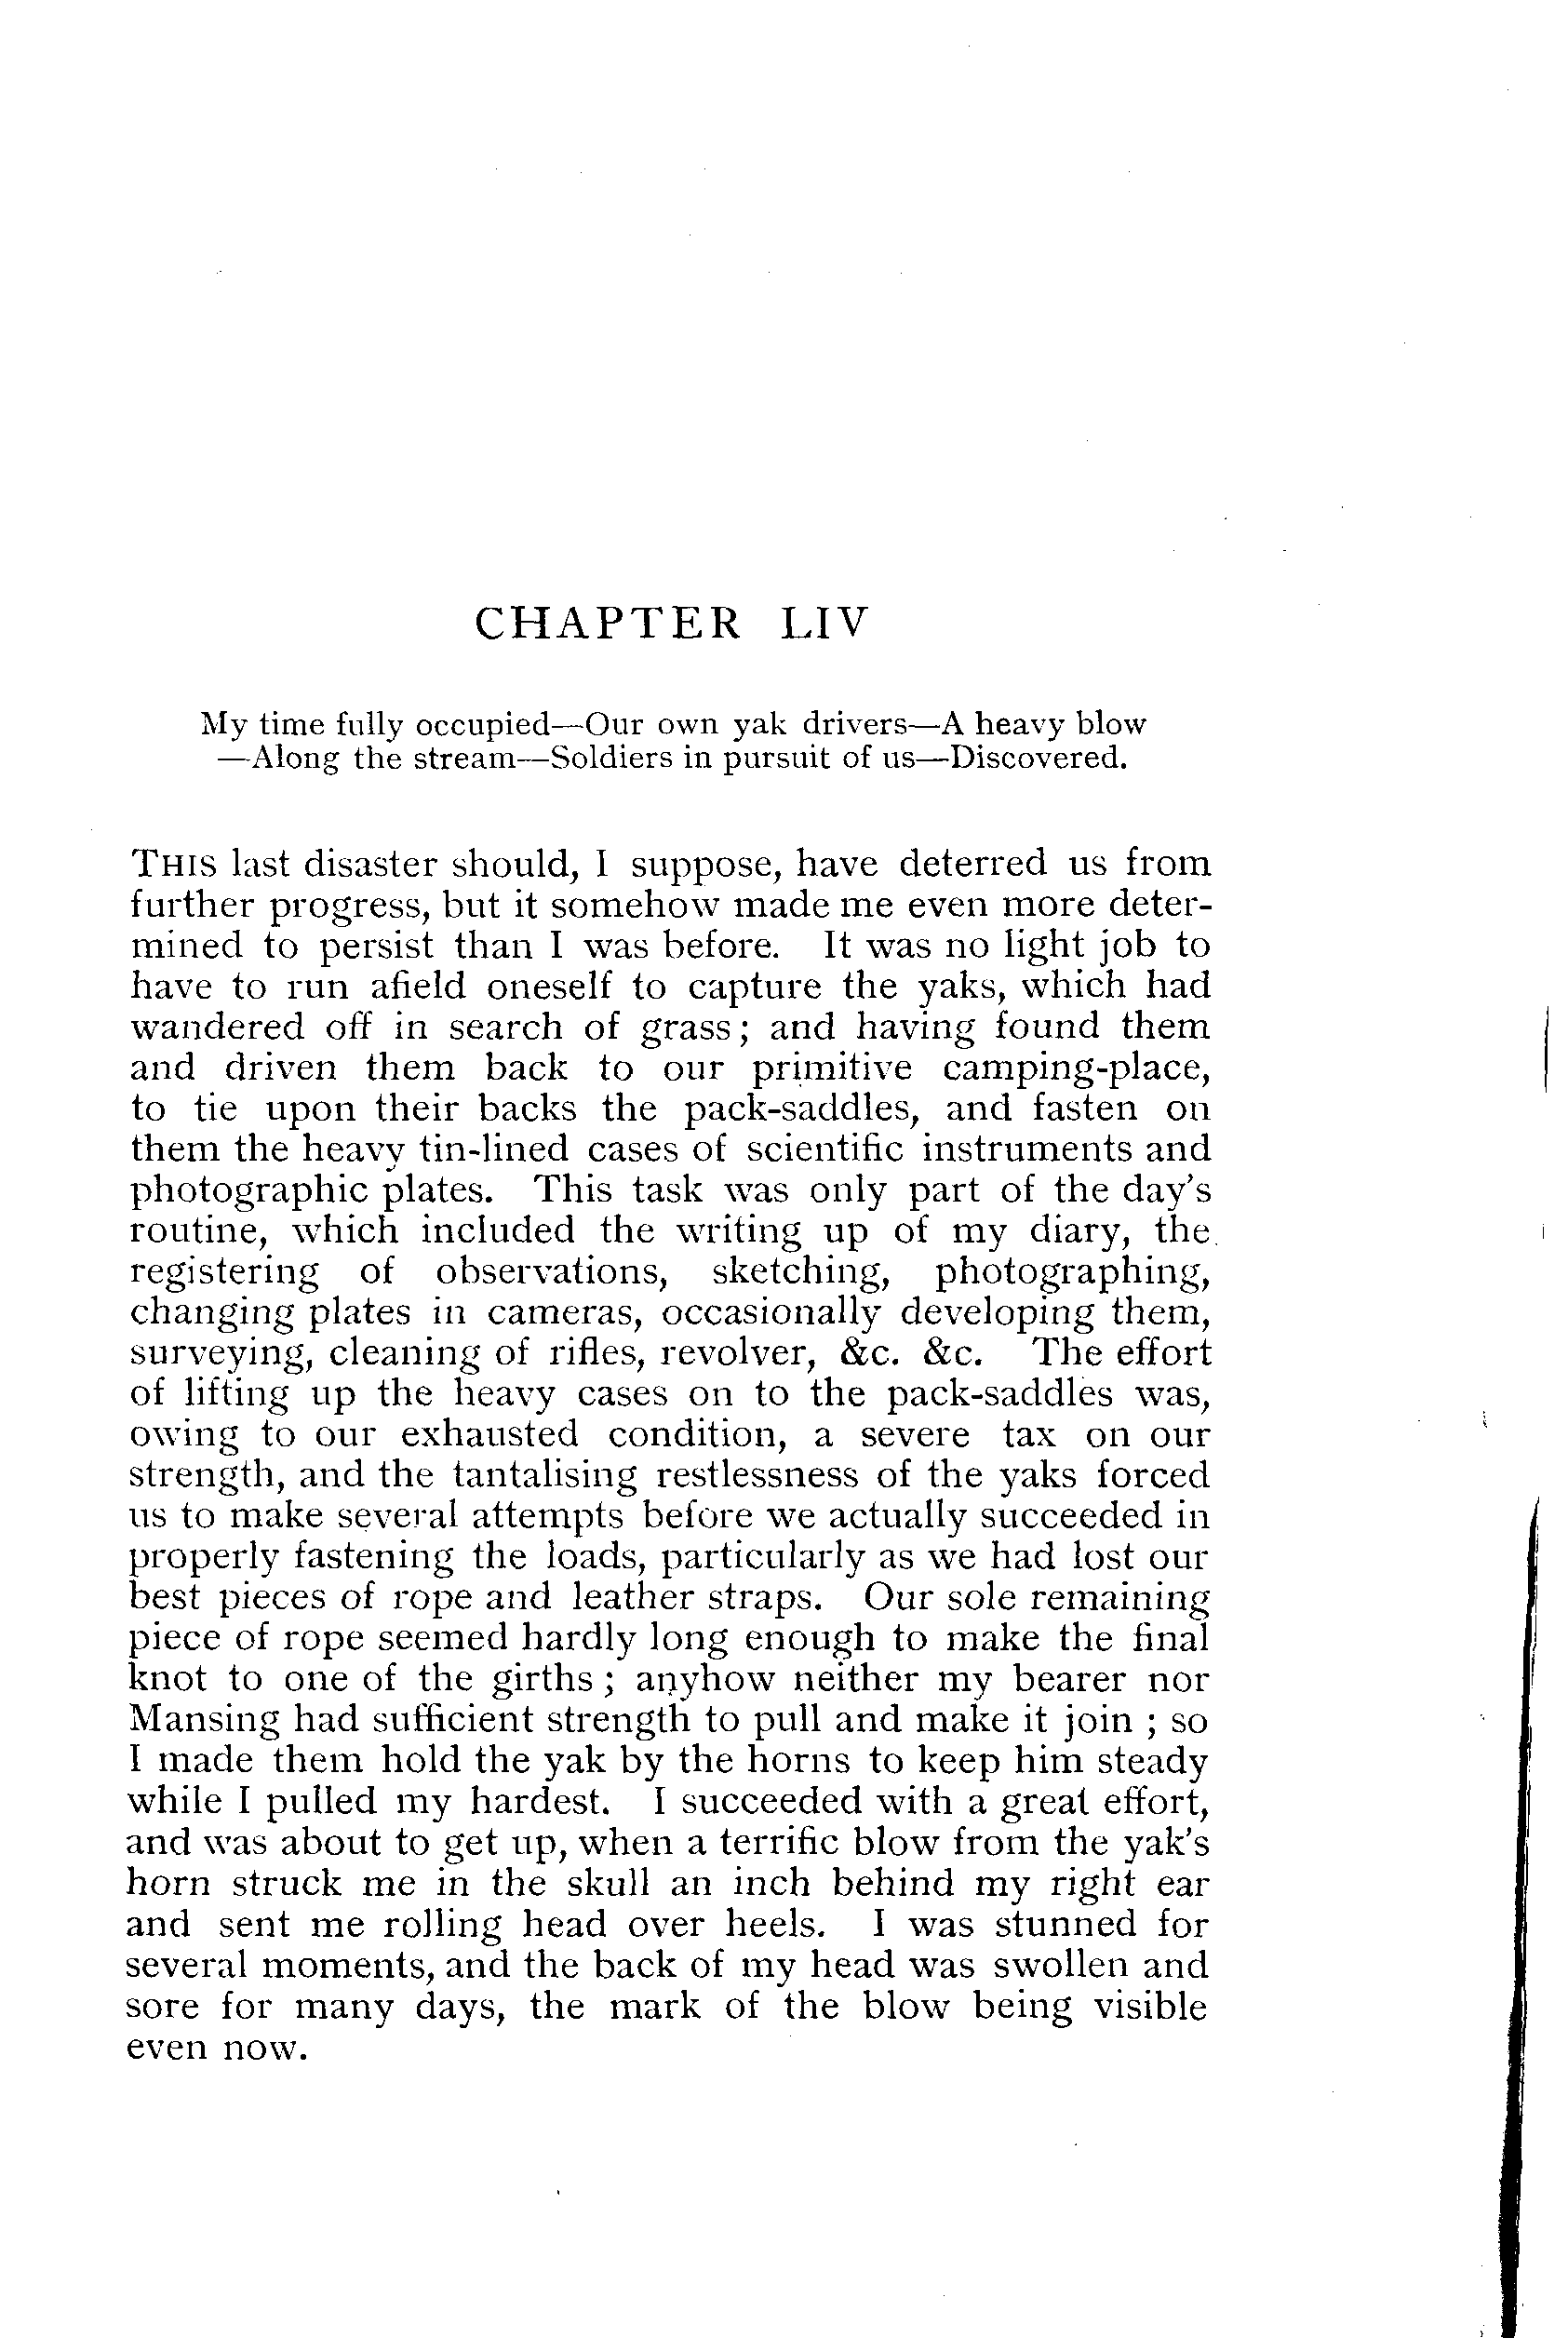 CHAPTER LIV
My time fully occupied—Our own yak drivers—A heavy blow
—Along the stream—Soldiers in pursuit of us—Discovered.
THIS last disaster should, I suppose, have deterred us from
further progress, but it somehow made me even more deter-
mined to persist than I was before. It was no light job to
have to run afield oneself to capture the yaks, which had
wandered off in search of grass; and having found them
and driven them back to our primitive camping-place,
to tie upon their backs the pack-saddles, and fasten on
them the heavy tin-lined cases of scientific instruments and
photographic plates. This task was only part of the day's
routine, which included the writing up of my diary, the
registering of observations, sketching, photographing,
changing plates in cameras, occasionally developing them,
surveying, cleaning of rifles, revolver, &c. &c. The effort
of lifting up the heavy cases on to the pack-saddles was,
owing to our exhausted condition, a severe tax on our
strength, and the tantalising restlessness of the yaks forced
us to make several attempts before we actually succeeded in
properly fastening the loads, particularly as we had lost our
best pieces of rope and leather straps. Our sole remaining
piece of rope seemed hardly long enough to make the final
knot to one of the girths; anyhow neither my bearer nor
Mansing had sufficient strength to pull and make it join; so
I made them hold the yak by the horns to keep him steady
while I pulled my hardest. I succeeded with a great effort,
and was about to get up, when a terrific blow from the yak's
horn struck me in the skull an inch behind my right ear
and sent me rolling head over heels. I was stunned for
several moments, and the back of my head was swollen and
sore for many days, the mark of the blow being visible
even now.